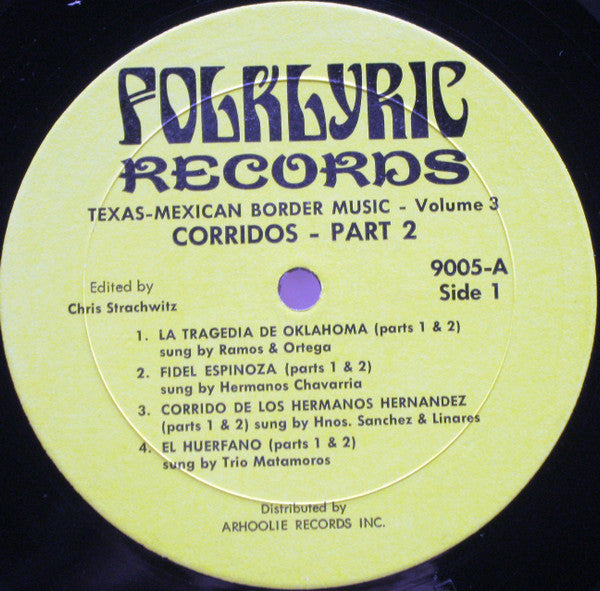 FOLKLYRIC
RECORDS
TEXAS-MEXICAN BORDER MUSIC - Volume 3
CORRIDOS - PART 2
9005-A
Side 1
Edited by
Chris Strachwitz
1. LA TRAGEDIA DE OKLAHOMA (parts 1 & 2)
sung by Ramos & Ortega
2. FIDEL ESPINOZA (parts 1 & 2)
sung by Hermanos Chavarria
3. CORRIDO DE LOS HERMANOS HERNANDEZ
(parts 1 & 2) sung by Hnos. Sanchez & Linares
4. EL HUERFANO (parts 1 & 2)
sung by Trio Matamoros
Distributed by
ARHOOLIE RECORDS INC.